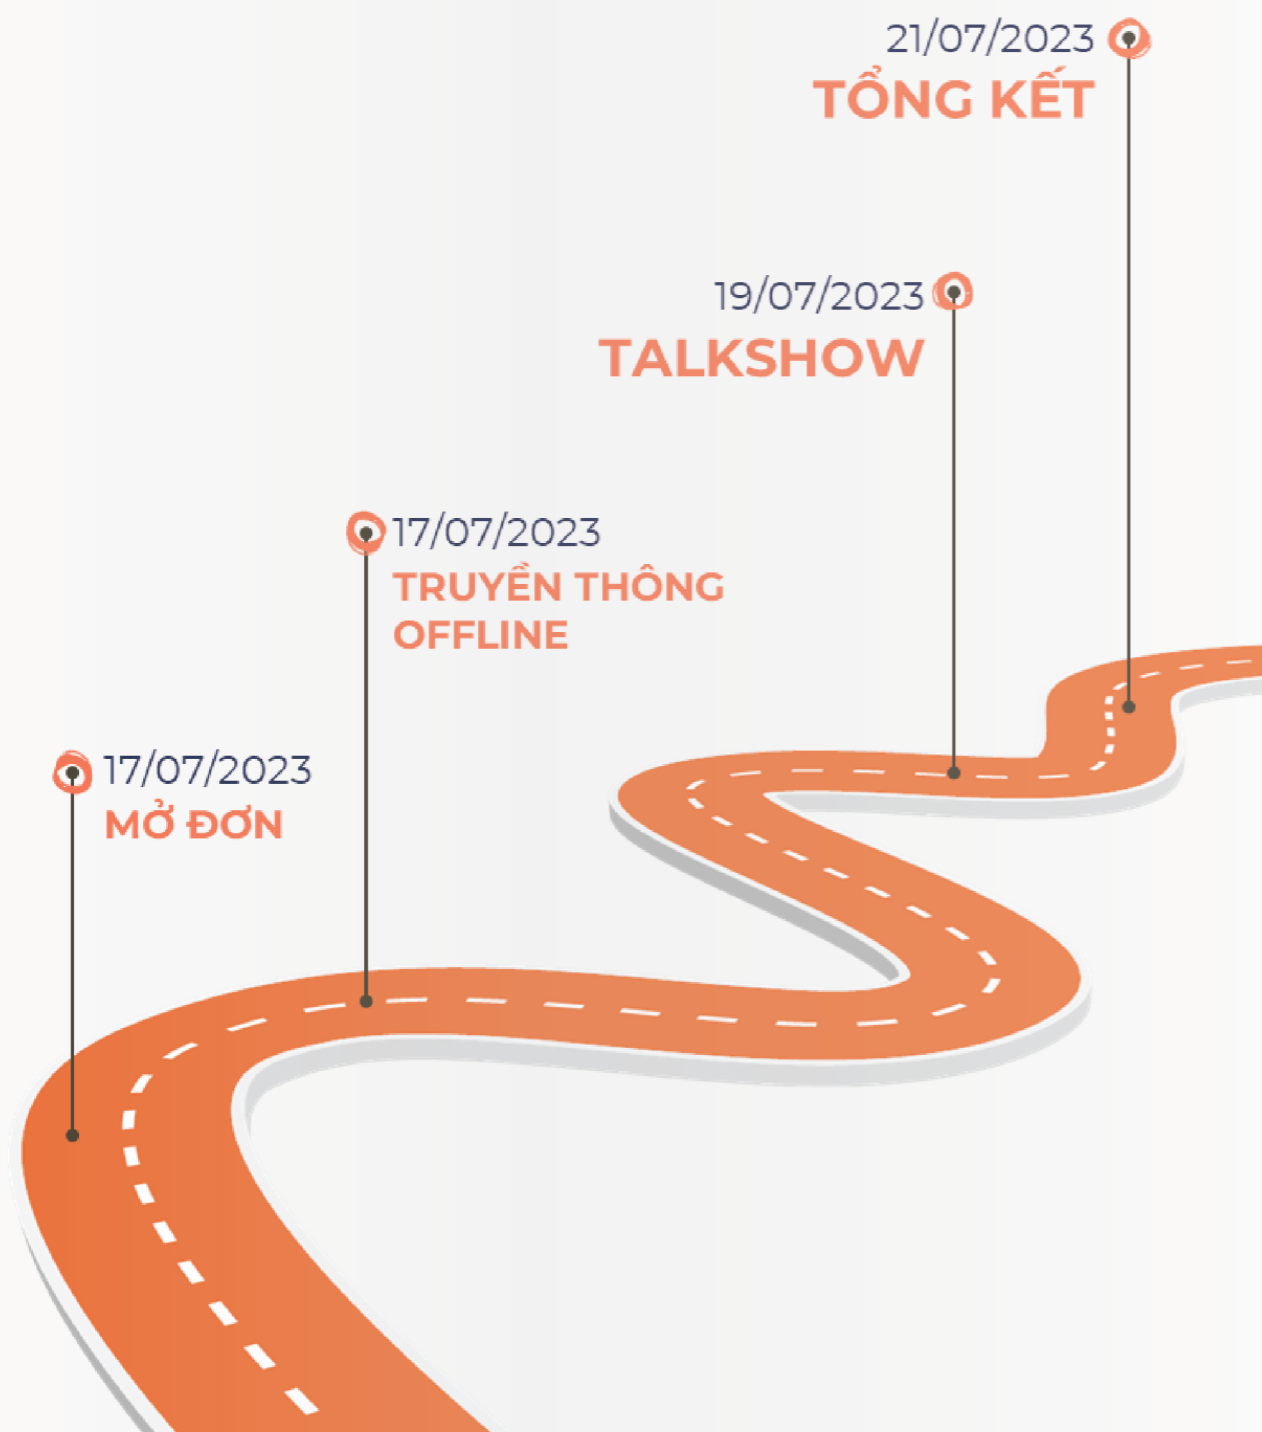 21/07/2023
TỔNG KẾT
19/07/2023
TALKSHOW
17/07/2023
TRUYỀN THÔNG
OFFLINE
17/07/2023
MỞ ĐƠN